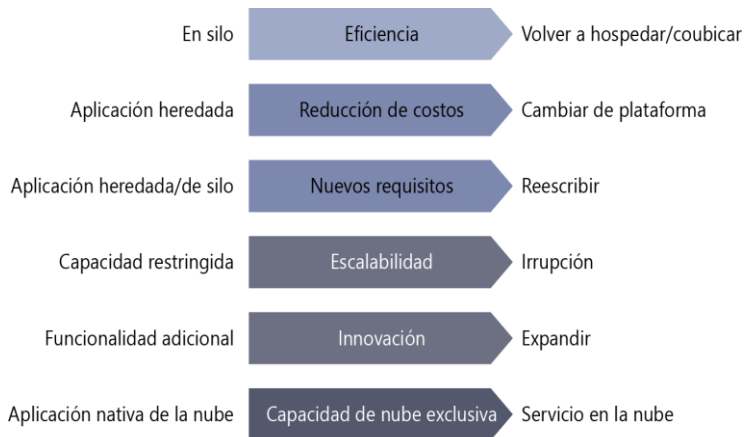 En silo Eficiencia Volver a hospedar/coubicar
Aplicación heredada Reducción de costos Cambiar de plataforma
Aplicación heredada/de silo Nuevos requisitos Reescribir
Capacidad restringida Escalabilidad Irrupción
Funcionalidad adicional Innovación Expandir
Aplicación nativa de la nube Capacidad de nube exclusiva Servicio en la nube